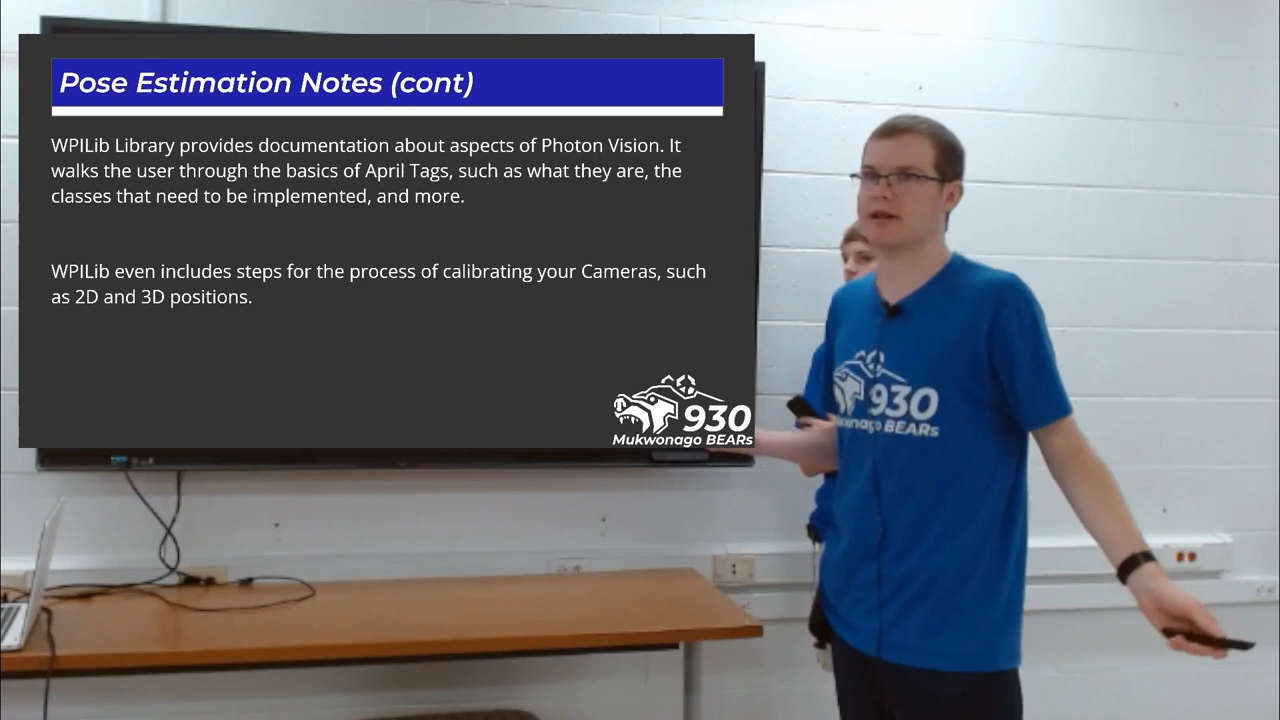 Pose Estimation Notes (cont)
WPILib Library provides documentation about aspects of Photon Vision. It
walks the user through the basics of April Tags, such as what they are, the
classes that need to be implemented, and more.
WPILib even includes steps for the process of calibrating your Cameras, such
as 2D and 3D positions.
930
Mukwonago BEARs
930
nago BEARs